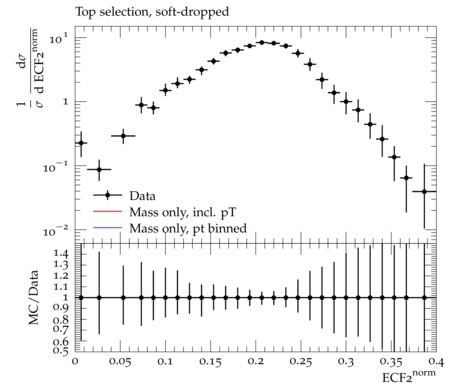 Top selection, soft-dropped
1/σ dσ/d ECF2^norm
10^1
1
10^−1
10^−2
Data
Mass only, incl. pT
Mass only, pt binned
MC/Data
1.4
1.3
1.2
1.1
1
0.9
0.8
0.7
0.6
0.5
0 0.05 0.1 0.15 0.2 0.25 0.3 0.35 0.4
ECF2^norm